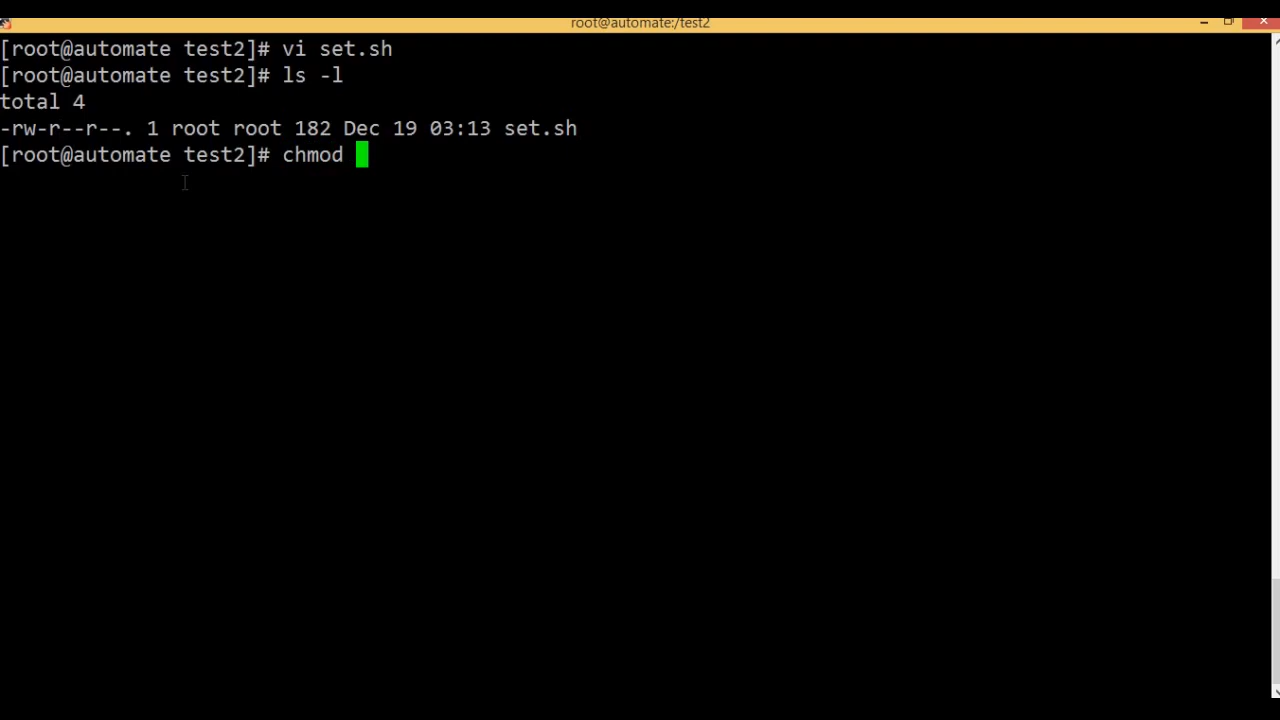 root@automate:/test2
[root@automate test2]# vi set.sh
[root@automate test2]# ls -l
total 4
-rw-r--r--. 1 root root 182 Dec 19 03:13 set.sh
[root@automate test2]# chmod